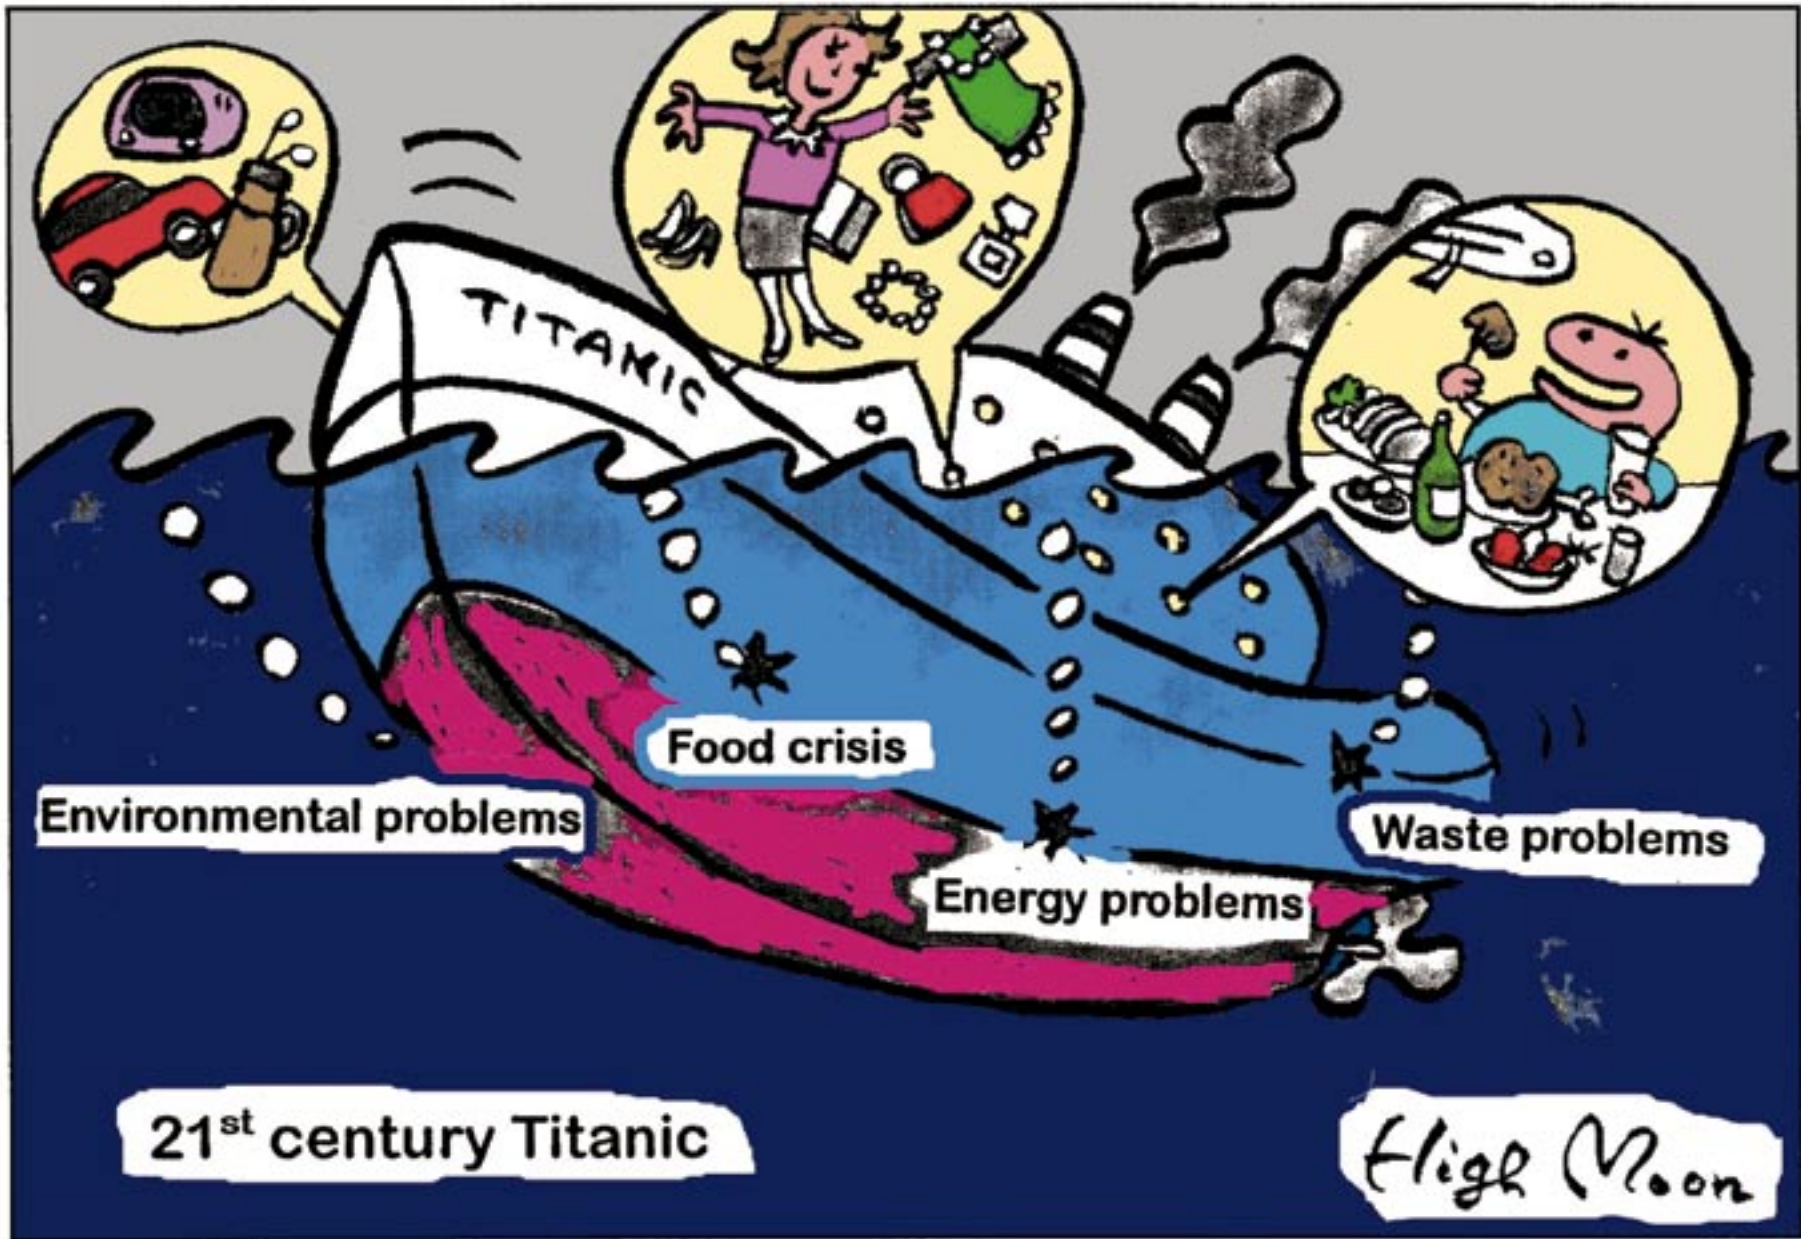 TITANIC
Food crisis
Environmental problems
Waste problems
Energy problems
21st century Titanic
High Moon